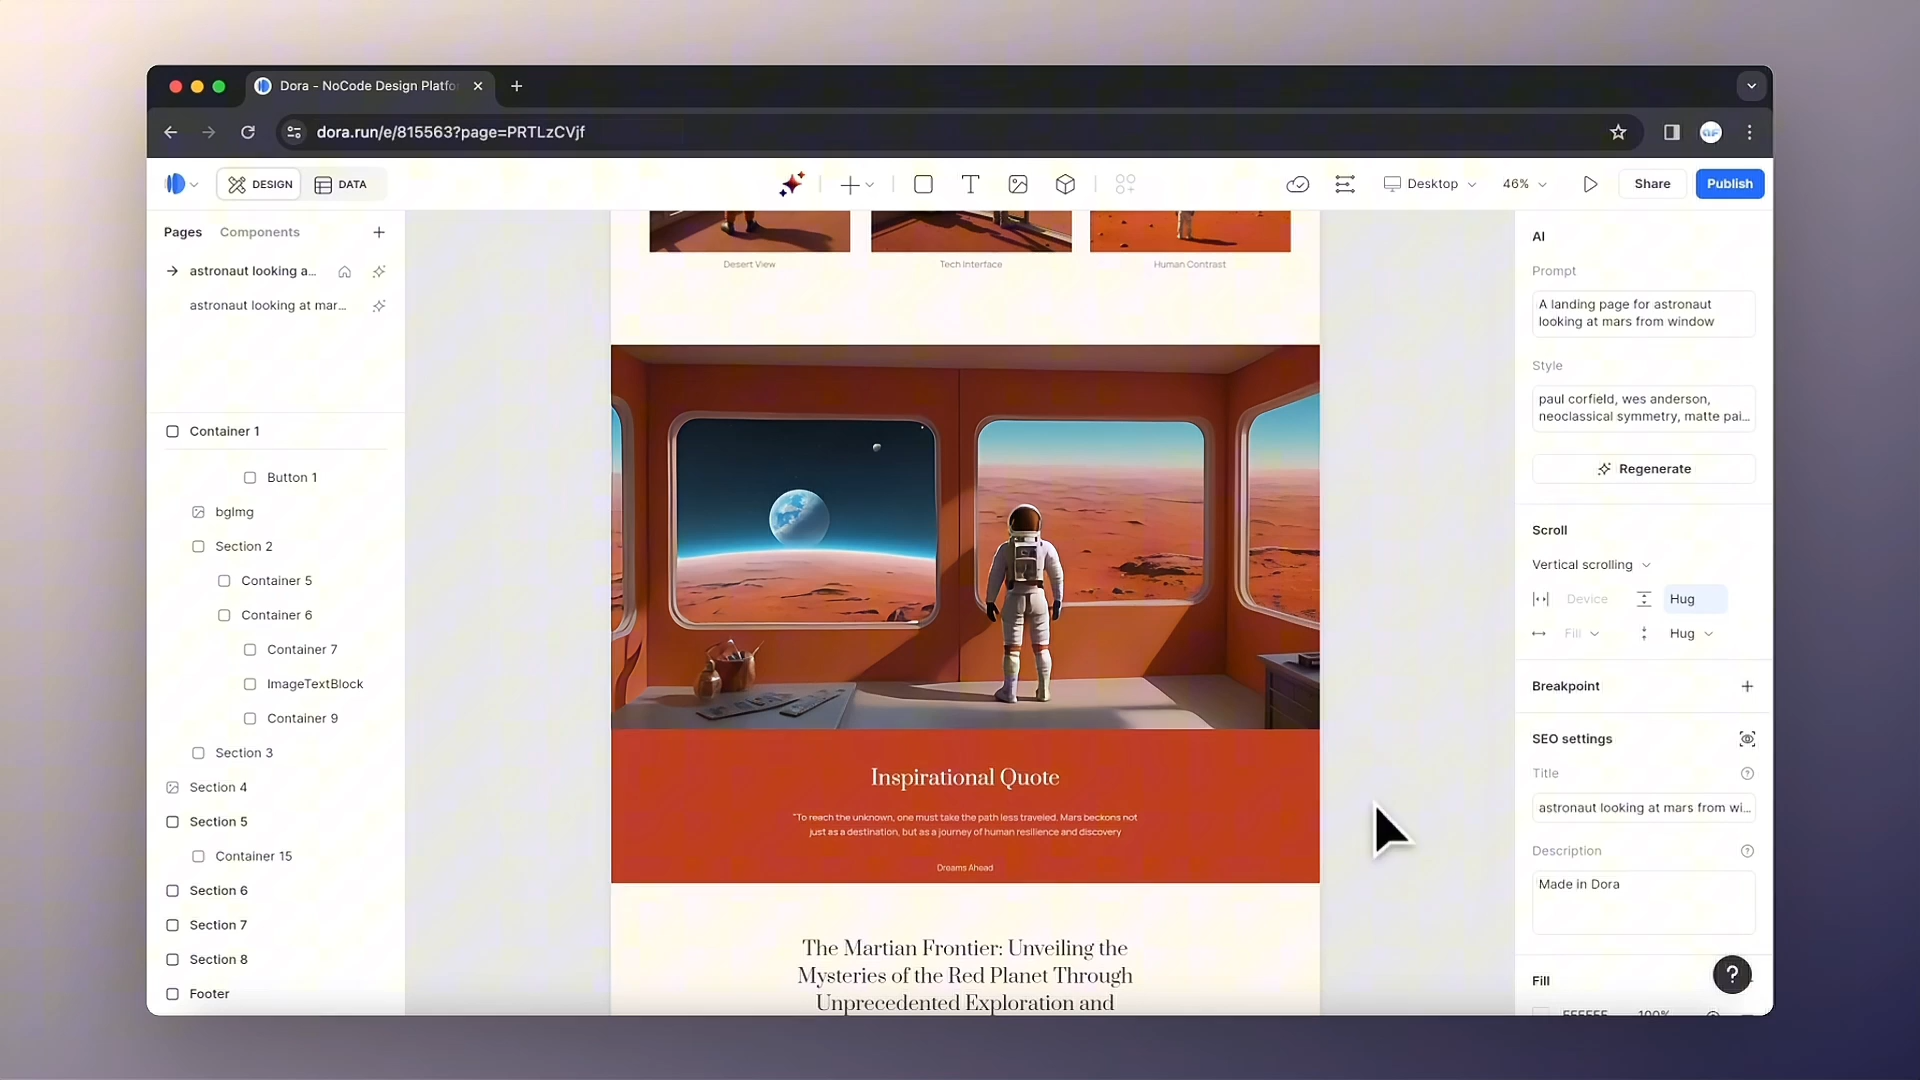 Dora - NoCode Design Platfo
dora.run/e/815563?page=PRTLzCVjf
DESIGN
DATA
Desktop
46%
Share
Publish
Pages
Components
astronaut looking a...
astronaut looking at mar...
Container 1
Button 1
bgImg
Section 2
Container 5
Container 6
Container 7
ImageTextBlock
Container 9
Section 3
Section 4
Section 5
Container 15
Section 6
Section 7
Section 8
Footer
Desert View
Tech Interface
Human Contrast
Inspirational Quote
"To reach the unknown, one must take the path less traveled. Mars beckons not
just as a destination, but as a journey of human resilience and discovery
Dreams Ahead
The Martian Frontier: Unveiling the
Mysteries of the Red Planet Through
Unprecedented Exploration and
AI
Prompt
A landing page for astronaut
looking at mars from window
Style
paul corfield, wes anderson,
neoclassical symmetry, matte pai...
Regenerate
Scroll
Vertical scrolling
Device
Hug
Fill
Hug
Breakpoint
SEO settings
Title
astronaut looking at mars from wi...
Description
Made in Dora
Fill
?